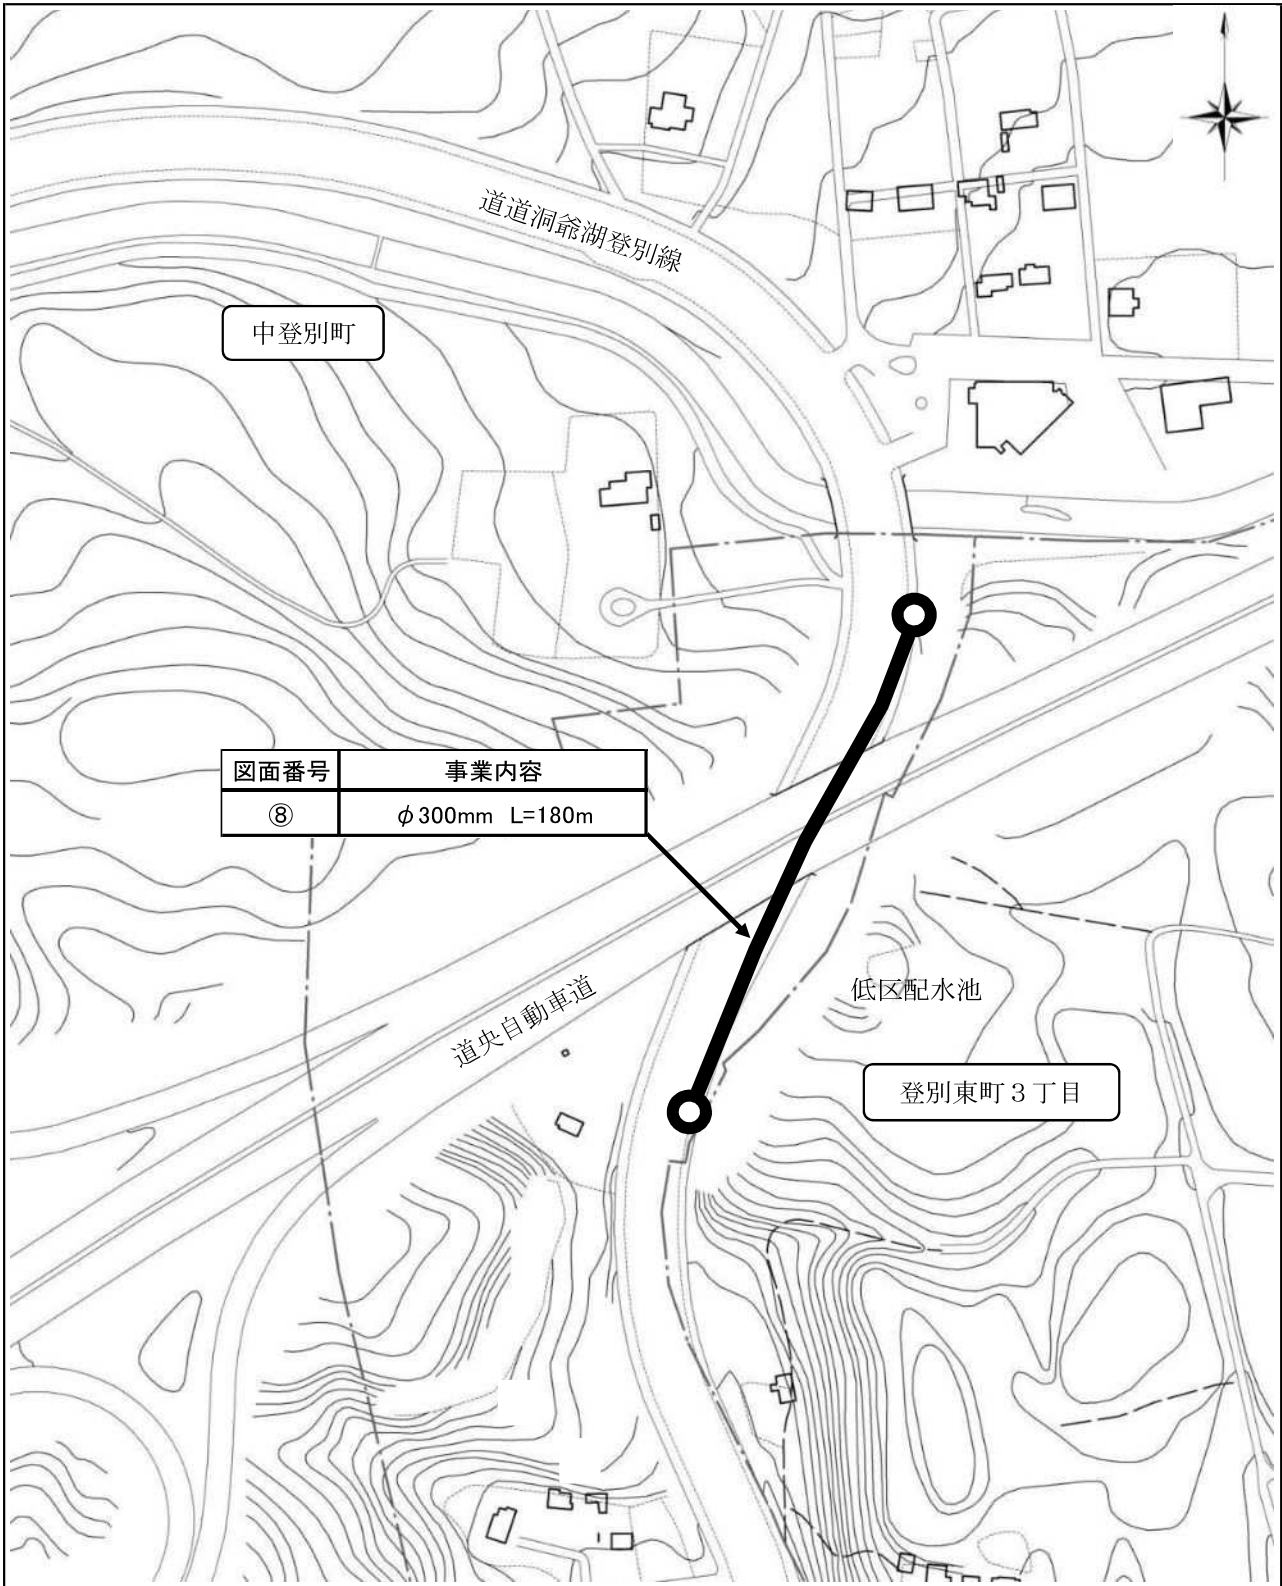 道道洞爺湖登別線
中登別町
図面番号 事業内容
⑧ φ300mm L=180m
低区配水池
道央自動車道
登別東町３丁目